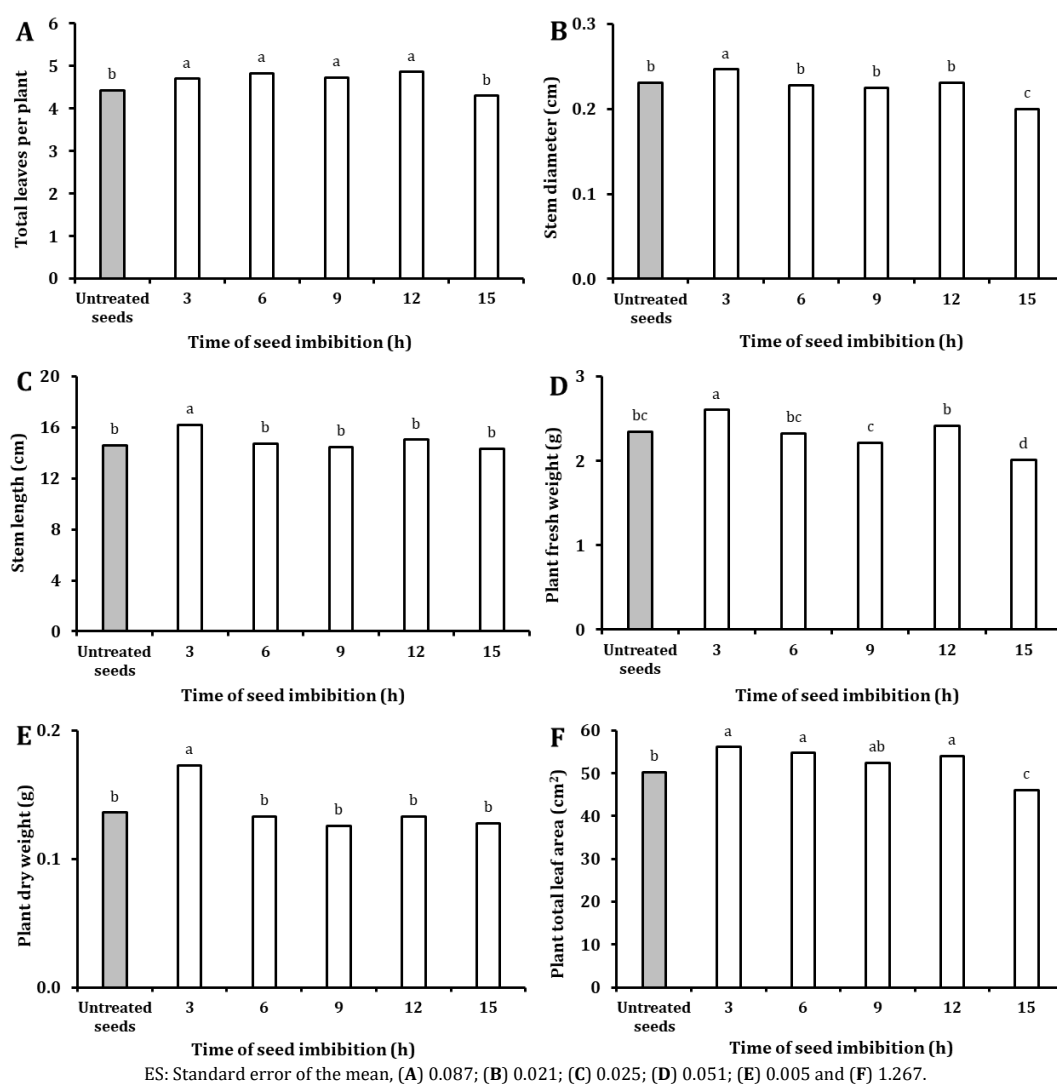 A
Total leaves per plant
6
5
4
3
2
1
0
b a a a a b
Untreated seeds 3 6 9 12 15
Time of seed imbibition (h)
B
Stem diameter (cm)
0.3
0.2
0.1
0.0
b a b b b c
Untreated seeds 3 6 9 12 15
Time of seed imbibition (h)
C
Stem length (cm)
20
16
12
8
4
0
b a b b b b
Untreated seeds 3 6 9 12 15
Time of seed imbibition (h)
D
Plant fresh weight (g)
3
2
1
0
bc a bc c b d
Untreated seeds 3 6 9 12 15
Time of seed imbibition (h)
E
Plant dry weight (g)
0.2
0.1
0.0
b a b b b b
Untreated seeds 3 6 9 12 15
Time of seed imbibition (h)
F
Plant total leaf area (cm²)
60
50
40
30
20
10
0
b a a ab a c
Untreated seeds 3 6 9 12 15
Time of seed imbibition (h)
ES: Standard error of the mean, (A) 0.087; (B) 0.021; (C) 0.025; (D) 0.051; (E) 0.005 and (F) 1.267.